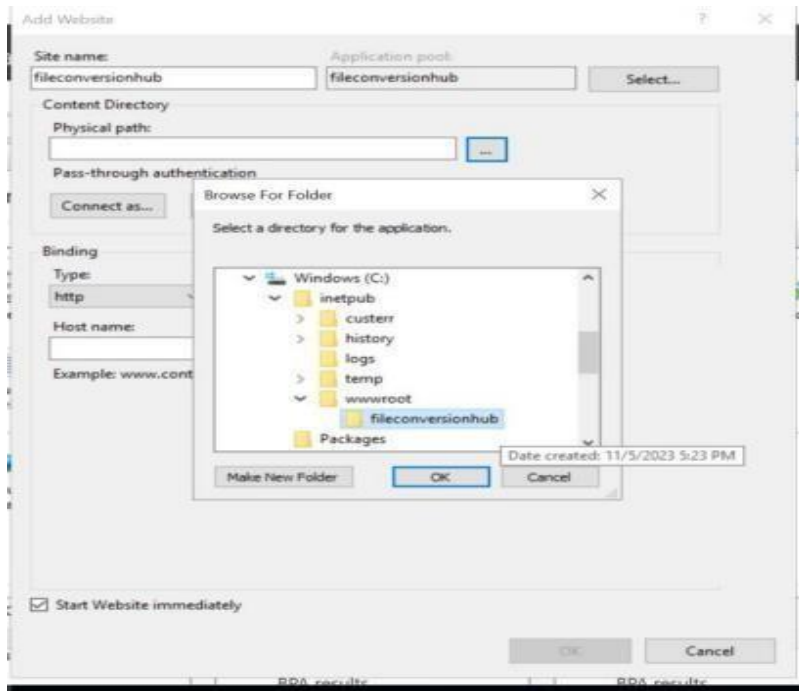 Add Website
?
Site name:
Application pool:
fileconversionhub
fileconversionhub
Select...
Content Directory
Physical path:
...
Pass-through authentication
Connect as...
Browse For Folder
Select a directory for the application.
Windows (C:)
inetpub
custerr
history
logs
temp
wwwroot
fileconversionhub
Packages
Date created: 11/5/2023 5:23 PM
Make New Folder
OK
Cancel
Binding
Type:
http
Host name:
Example: www.cont
Start Website immediately
OK
Cancel
BPA results
BPA results